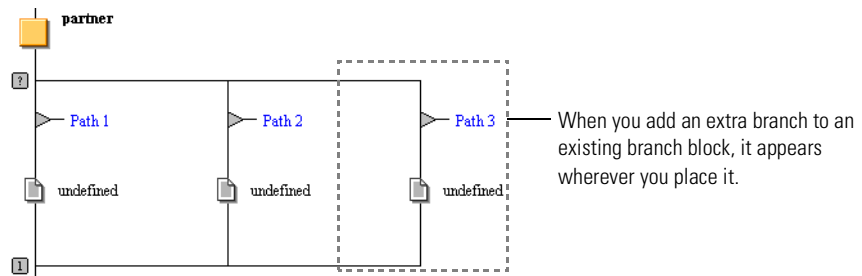 partner
?
Path 1
Path 2
Path 3
When you add an extra branch to an
existing branch block, it appears
wherever you place it.
undefined
undefined
undefined
1